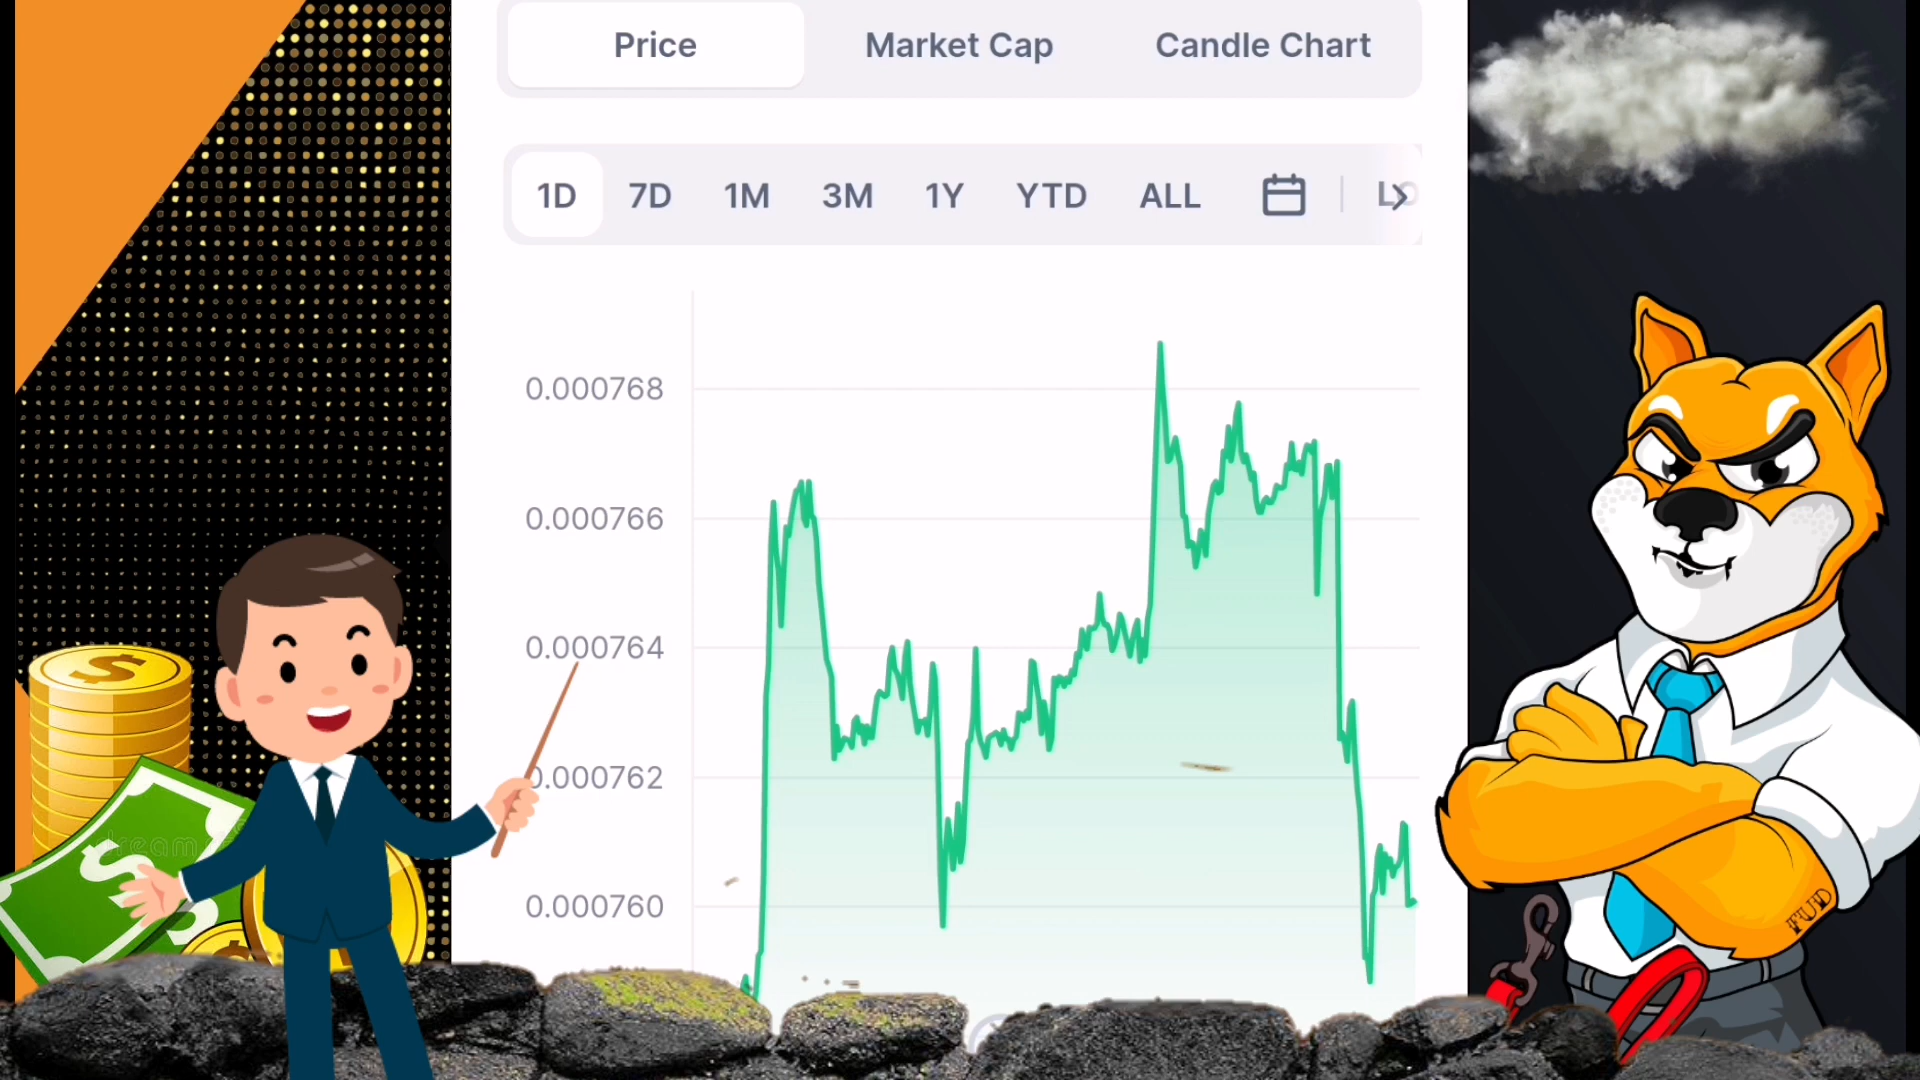 Price Market Cap Candle Chart
1D 7D 1M 3M 1Y YTD ALL
0.000768
0.000766
0.000764
0.000762
0.000760
$
$
FUD